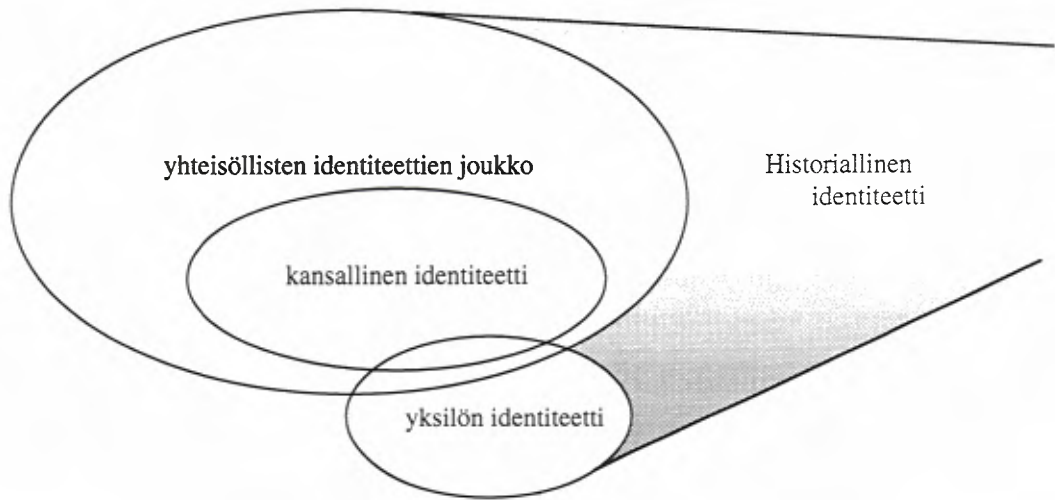 yhteisöllisten identiteettien joukko
Historiallinen
identiteetti
kansallinen identiteetti
yksilön identiteetti